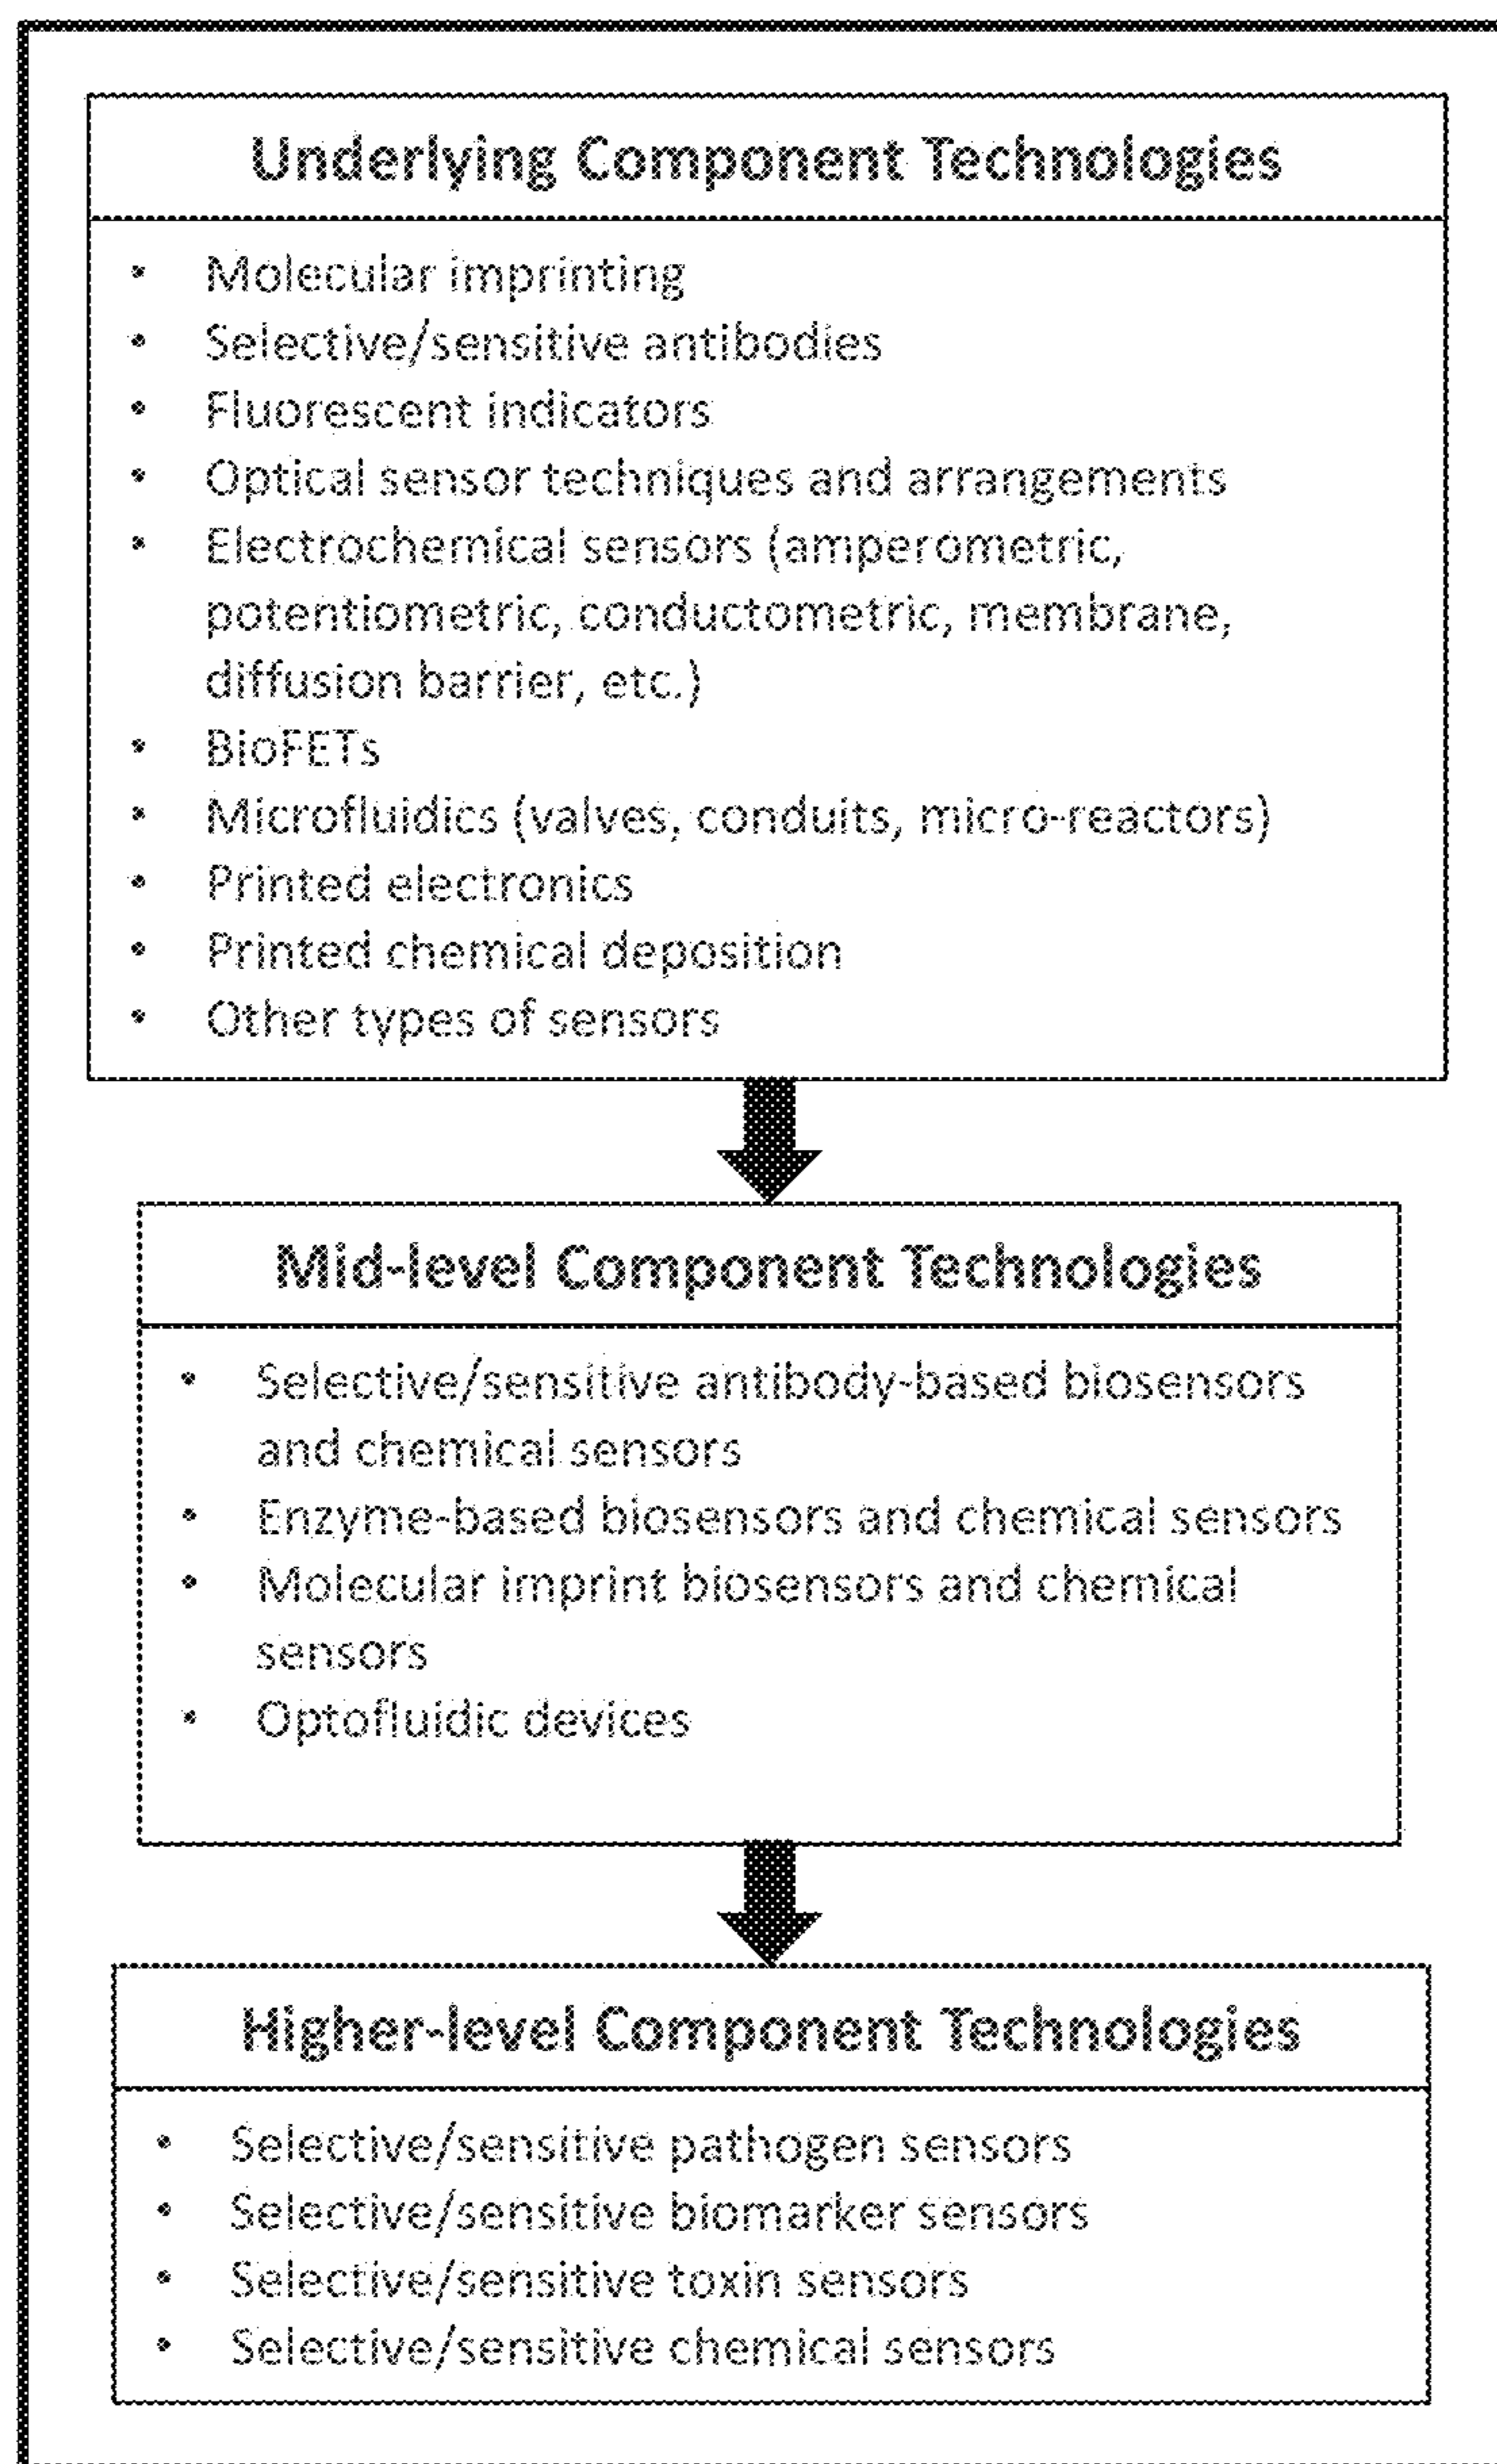 Underlying Component Technologies
• Molecular imprinting
• Selective/sensitive antibodies
• Fluorescent indicators
• Optical sensor techniques and arrangements
• Electrochemical sensors (amperometric,
potentiometric, conductometric, membrane,
diffusion barrier, etc.)
• BioFETs
• Microfluidics (valves, conduits, micro-reactors)
• Printed electronics
• Printed chemical deposition
• Other types of sensors
Mid-level Component Technologies
• Selective/sensitive antibody-based biosensors
and chemical sensors
• Enzyme-based biosensors and chemical sensors
• Molecular imprint biosensors and chemical
sensors
• Optofluidic devices
Higher-level Component Technologies
• Selective/sensitive pathogen sensors
• Selective/sensitive biomarker sensors
• Selective/sensitive toxin sensors
• Selective/sensitive chemical sensors